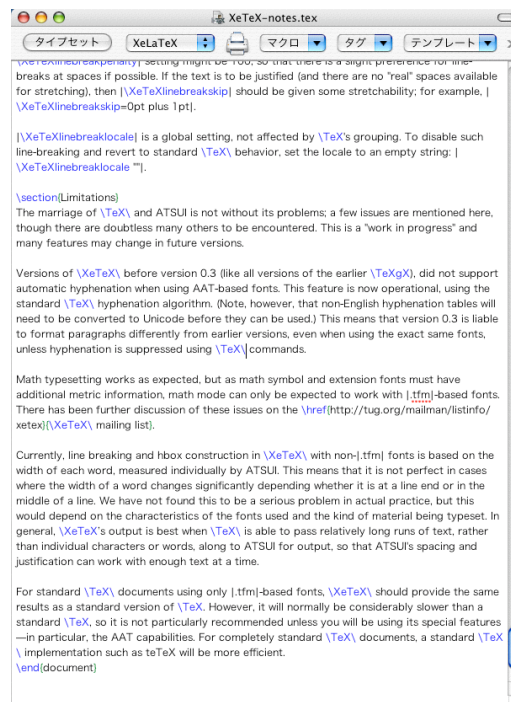 XeTeX-notes.tex
タイプセット XeLaTeX マクロ タグ テンプレート
\XeTeXlinebreakpenalty| setting might be 100, so that there is a slight preference for line-
breaks at spaces if possible. If the text is to be justified (and there are no "real" spaces available
for stretching), then |\XeTeXlinebreakskip| should be given some stretchability; for example, |
\XeTeXlinebreakskip=0pt plus 1pt|.
|\XeTeXlinebreaklocale| is a global setting, not affected by \TeX's grouping. To disable such
line-breaking and revert to standard \TeX\ behavior, set the locale to an empty string: |
\XeTeXlinebreaklocale ""|.
\section{Limitations}
The marriage of \TeX\ and ATSUI is not without its problems; a few issues are mentioned here,
though there are doubtless many others to be encountered. This is a "work in progress" and
many features may change in future versions.
Versions of \XeTeX\ before version 0.3 (like all versions of the earlier \TeXgX), did not support
automatic hyphenation when using AAT-based fonts. This feature is now operational, using the
standard \TeX\ hyphenation algorithm. (Note, however, that non-English hyphenation tables will
need to be converted to Unicode before they can be used.) This means that version 0.3 is liable
to format paragraphs differently from earlier versions, even when using the exact same fonts,
unless hyphenation is suppressed using \TeX\ commands.
Math typesetting works as expected, but as math symbol and extension fonts must have
additional metric information, math mode can only be expected to work with |.tfm|-based fonts.
There has been further discussion of these issues on the \href{http://tug.org/mailman/listinfo/
xetex}{\XeTeX\ mailing list}.
Currently, line breaking and hbox construction in \XeTeX\ with non-|.tfm| fonts is based on the
width of each word, measured individually by ATSUI. This means that it is not perfect in cases
where the width of a word changes significantly depending whether it is at a line end or in the
middle of a line. We have not found this to be a serious problem in actual practice, but this
would depend on the characteristics of the fonts used and the kind of material being typeset. In
general, \XeTeX's output is best when \TeX\ is able to pass relatively long runs of text, rather
than individual characters or words, along to ATSUI for output, so that ATSUI's spacing and
justification can work with enough text at a time.
For standard \TeX\ documents using only |.tfm|-based fonts, \XeTeX\ should provide the same
results as a standard version of \TeX. However, it will normally be considerably slower than a
standard \TeX, so it is not particularly recommended unless you will be using its special features
—in particular, the AAT capabilities. For completely standard \TeX\ documents, a standard \TeX
\ implementation such as teTeX will be more efficient.
\end{document}